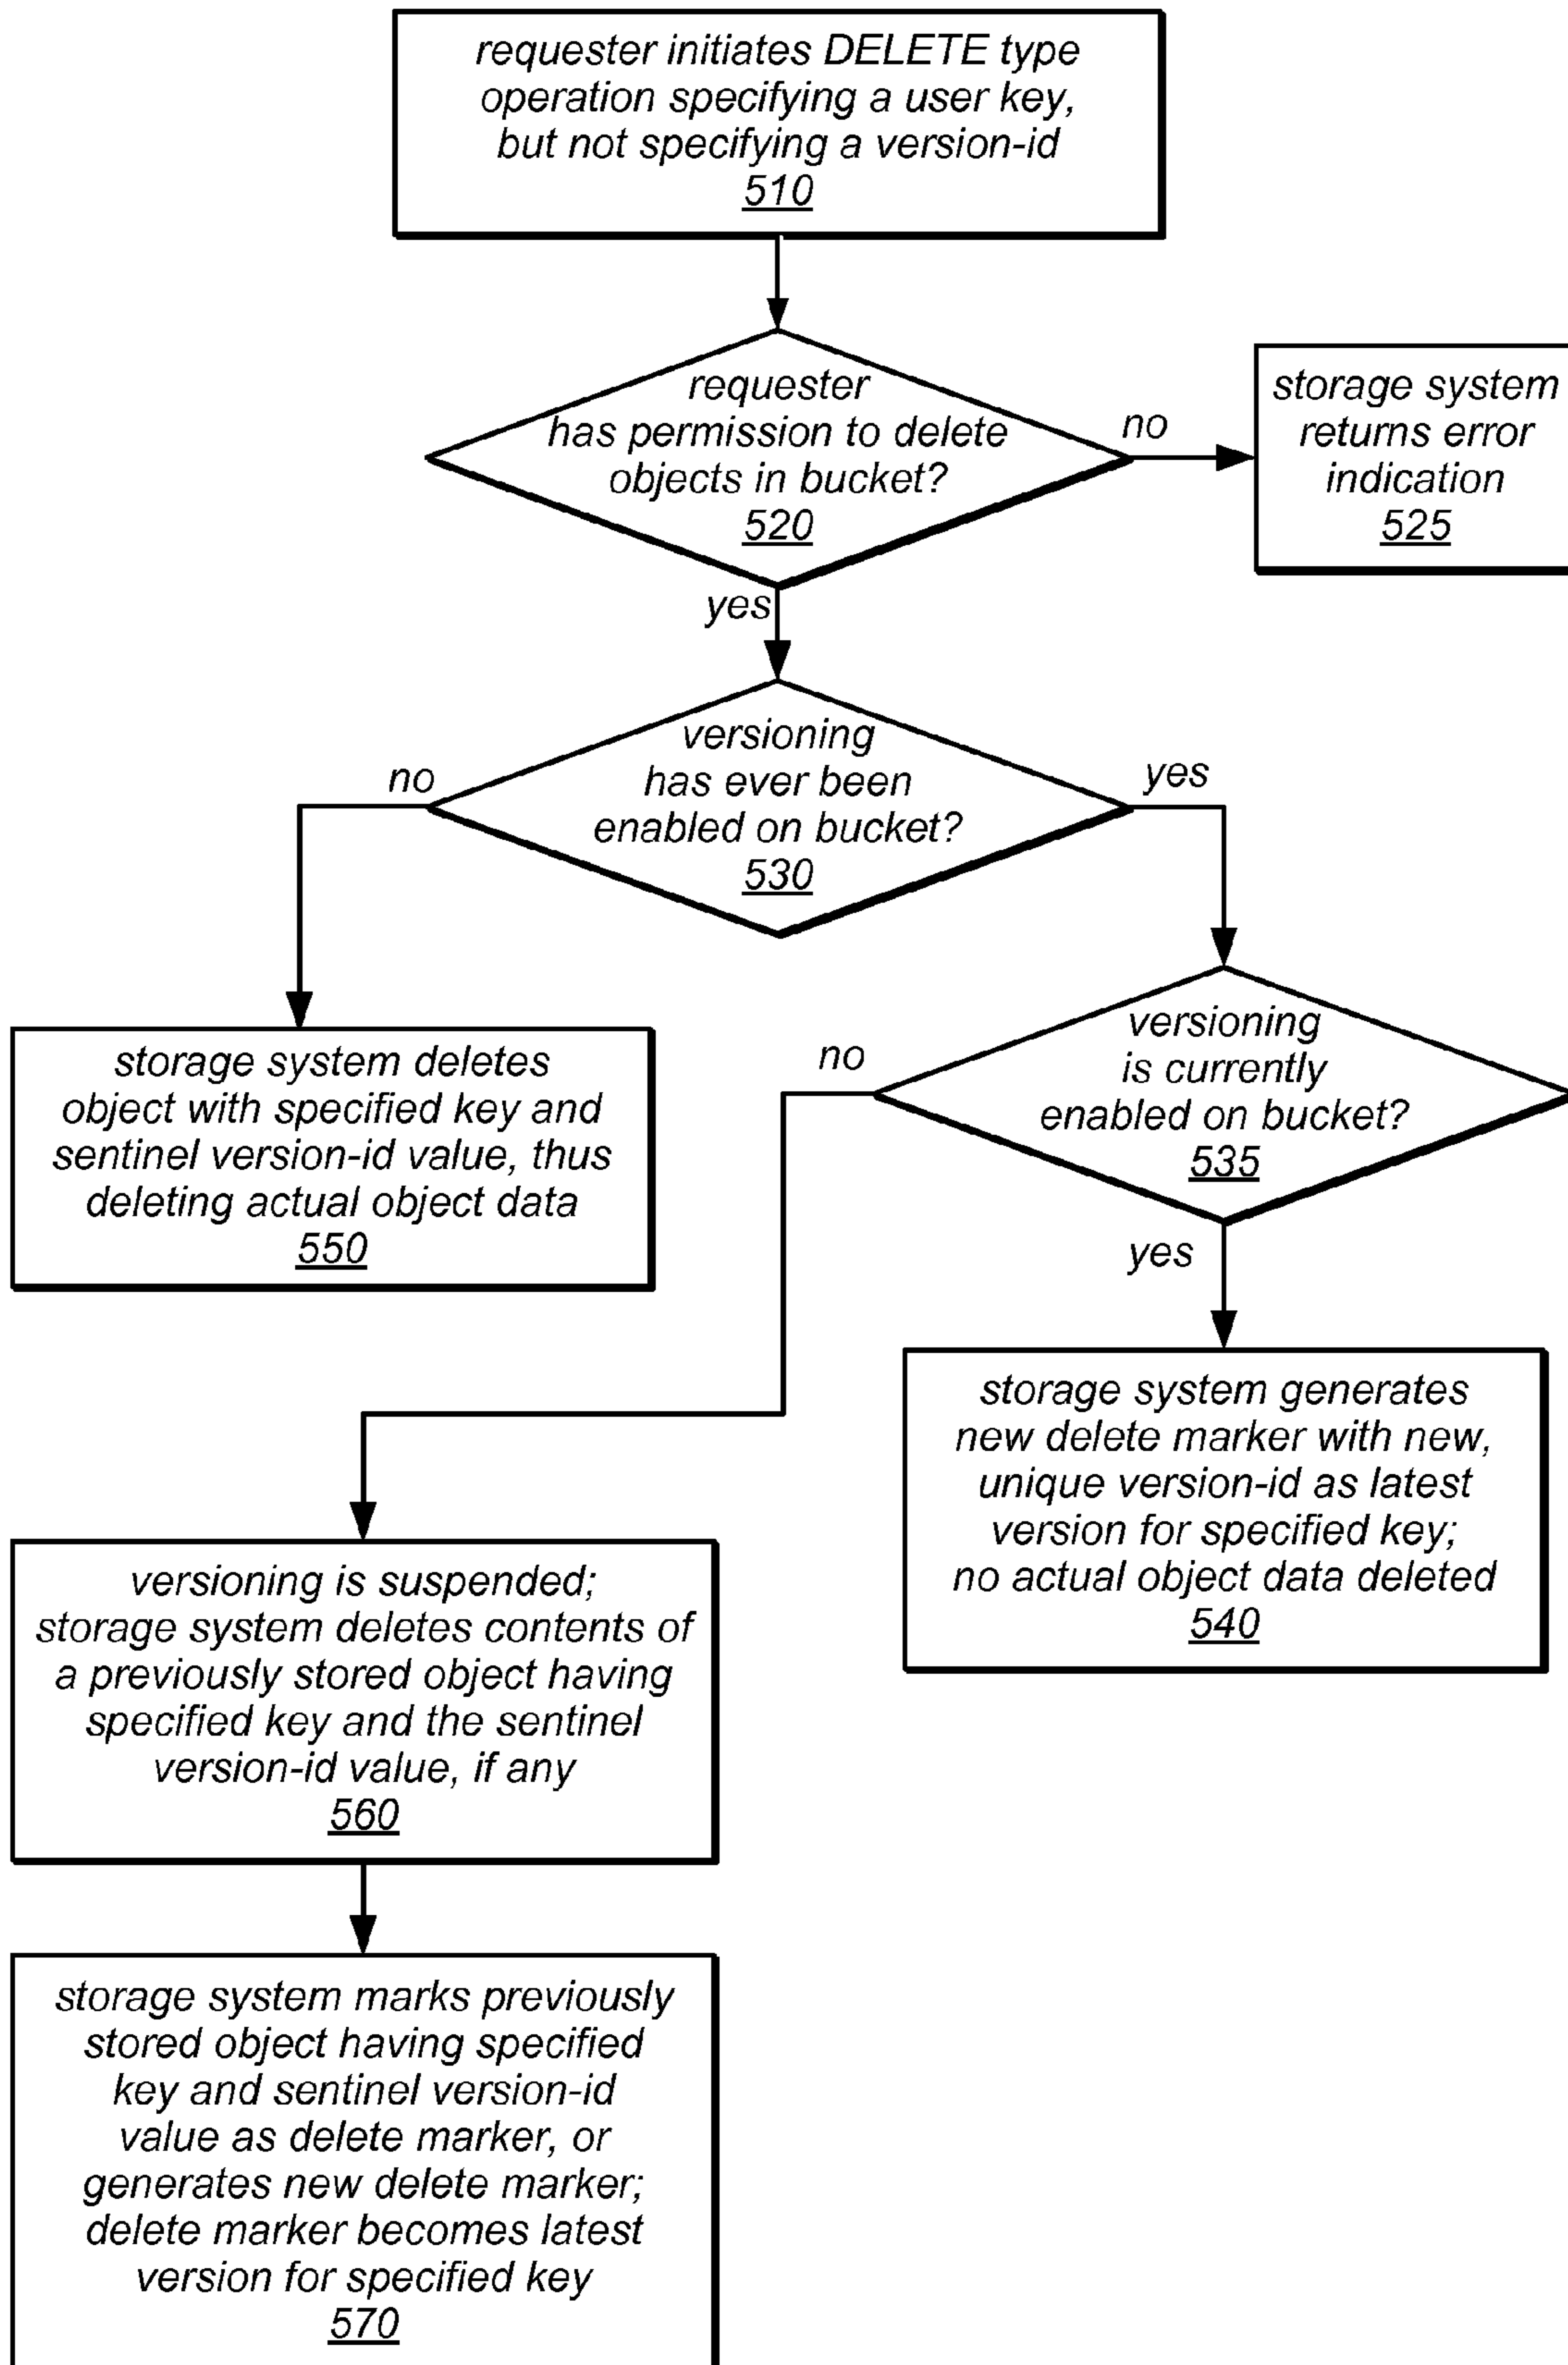 requester initiates DELETE type
operation specifying a user key,
but not specifying a version-id
510
requester
has permission to delete
objects in bucket?
520
no
storage system
returns error
indication
525
yes
versioning
has ever been
enabled on bucket?
530
no
yes
storage system deletes
object with specified key and
sentinel version-id value, thus
deleting actual object data
550
versioning
is currently
enabled on bucket?
535
no
yes
storage system generates
new delete marker with new,
unique version-id as latest
version for specified key;
no actual object data deleted
540
versioning is suspended;
storage system deletes contents of
a previously stored object having
specified key and the sentinel
version-id value, if any
560
storage system marks previously
stored object having specified
key and sentinel version-id
value as delete marker, or
generates new delete marker;
delete marker becomes latest
version for specified key
570